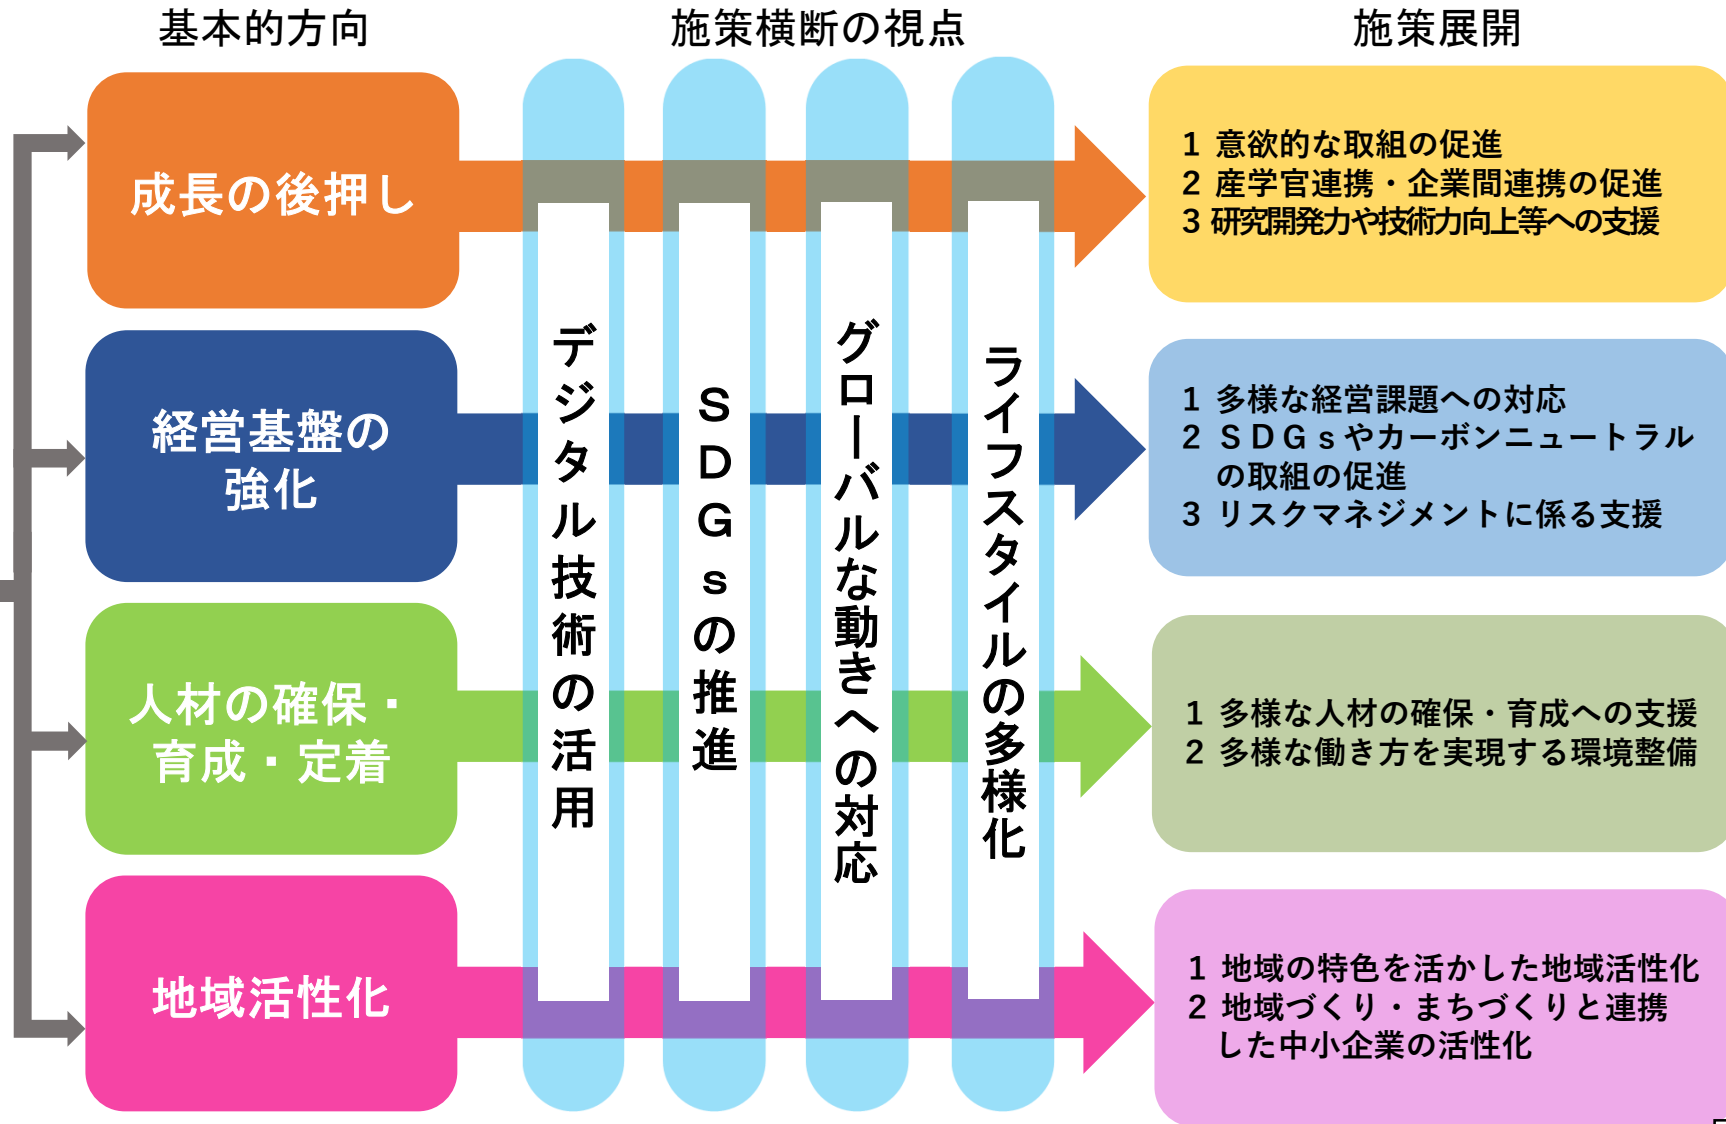 基本的方向
施策横断の視点
施策展開
成長の後押し
1 意欲的な取組の促進
2 産学官連携・企業間連携の促進
3 研究開発力や技術力向上等への支援
経営基盤の
強化
1 多様な経営課題への対応
2 ＳＤＧｓやカーボンニュートラル
の取組の促進
3 リスクマネジメントに係る支援
人材の確保・
育成・定着
1 多様な人材の確保・育成への支援
2 多様な働き方を実現する環境整備
地域活性化
1 地域の特色を活かした地域活性化
2 地域づくり・まちづくりと連携
した中小企業の活性化
デジタル技術の活用
ＳＤＧｓの推進
グローバルな動きへの対応
ライフスタイルの多様化